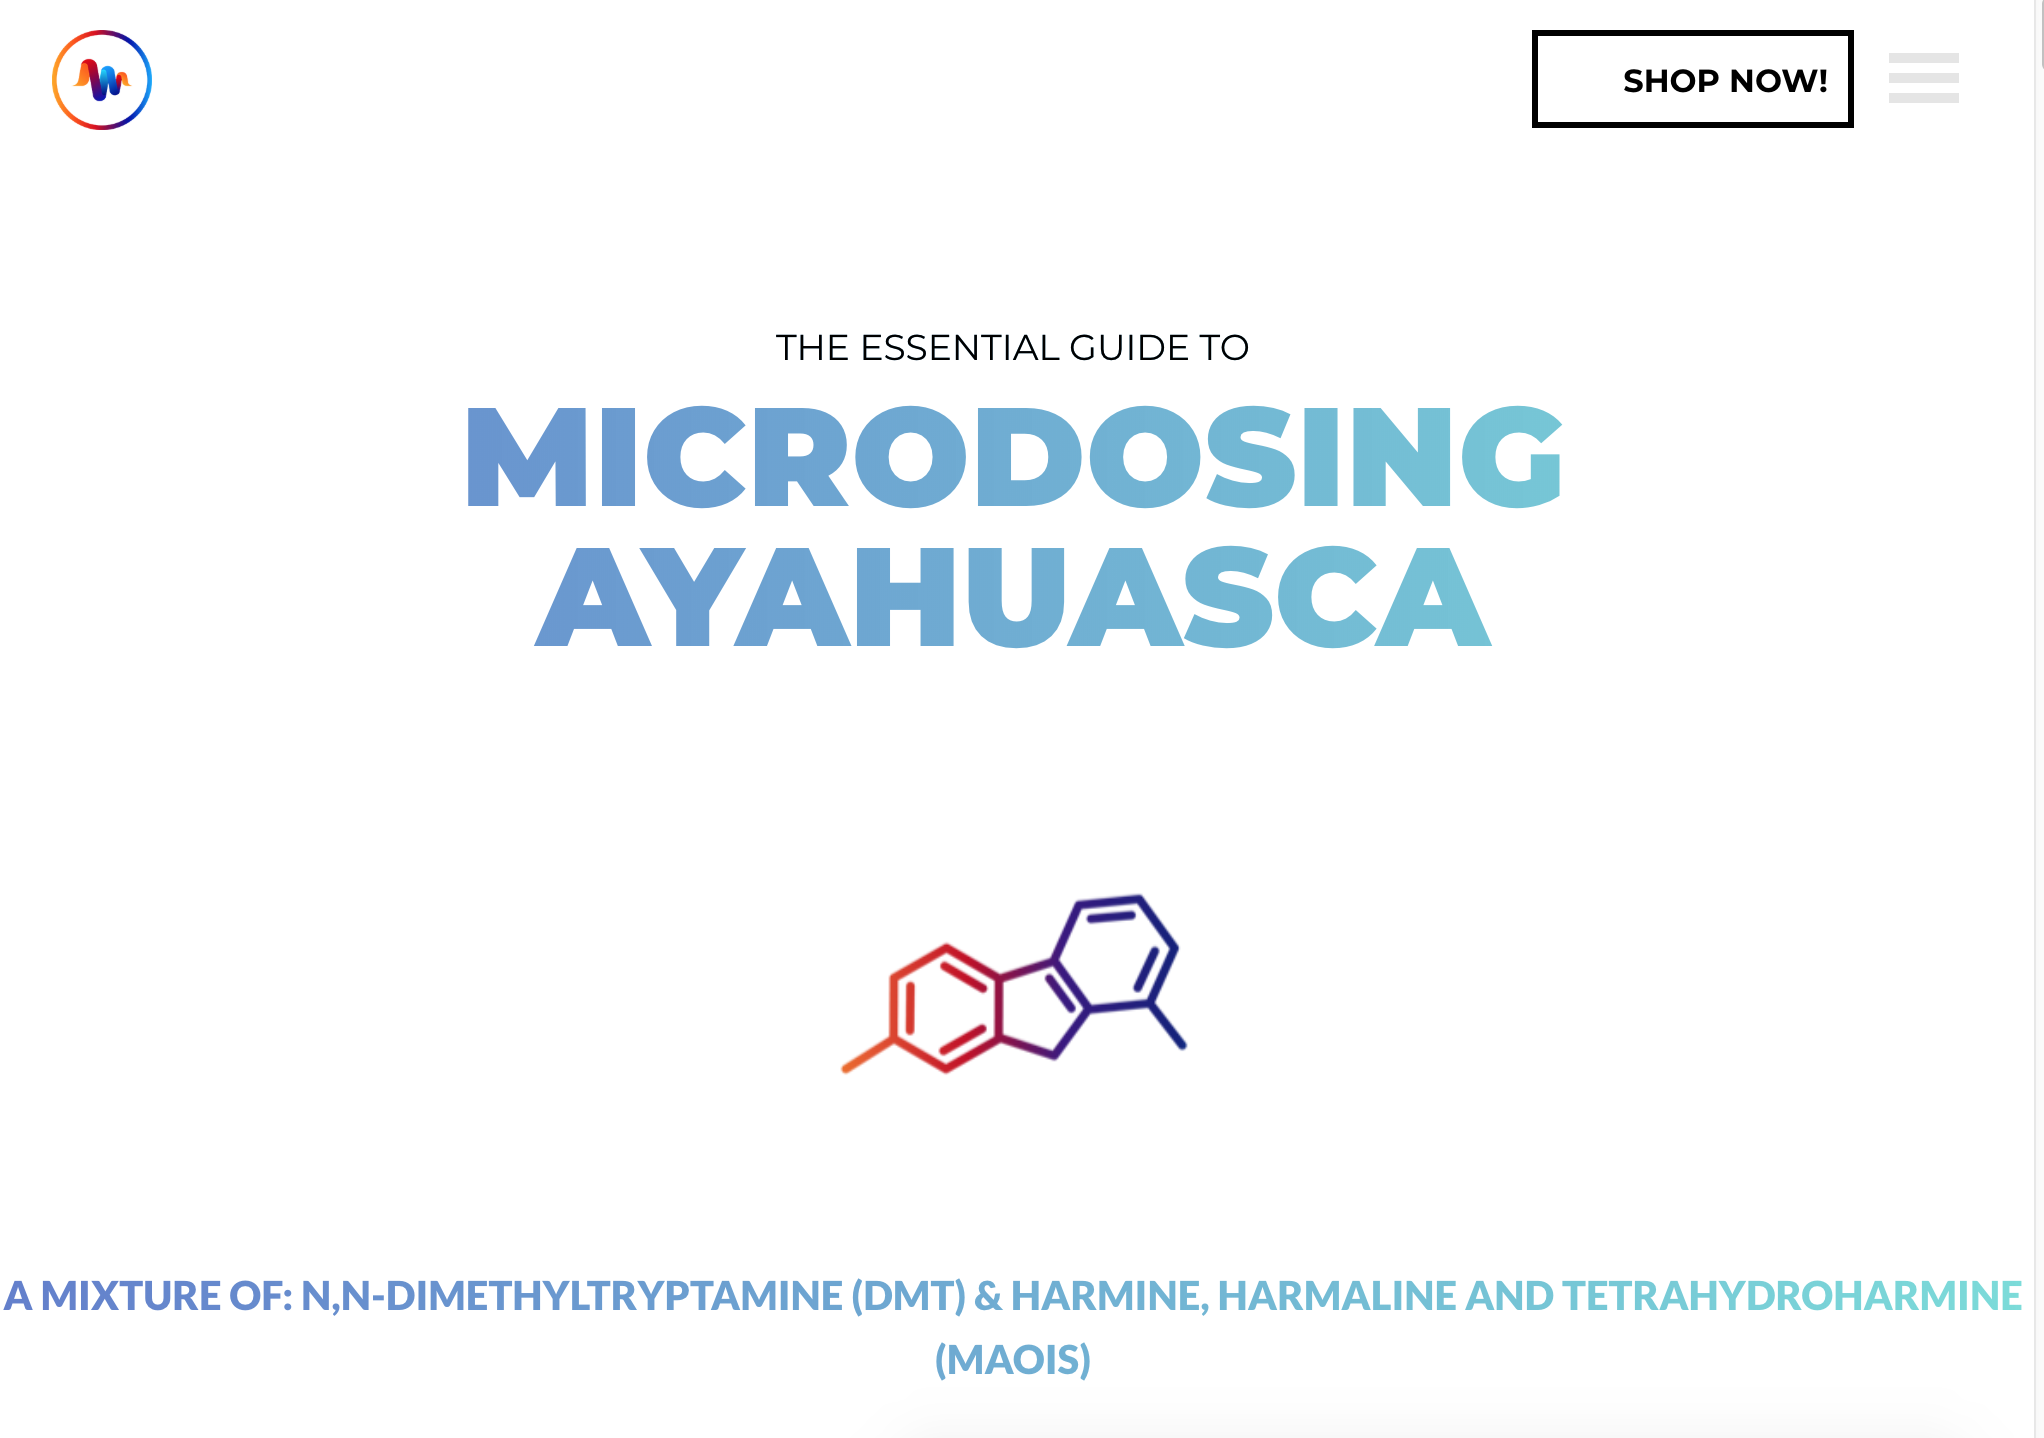 SHOP NOW!
THE ESSENTIAL GUIDE TO
MICRODOSING
AYAHUASCA
A MIXTURE OF: N,N-DIMETHYLTRYPTAMINE (DMT) & HARMINE, HARMALINE AND TETRAHYDROHARMINE
(MAOIS)